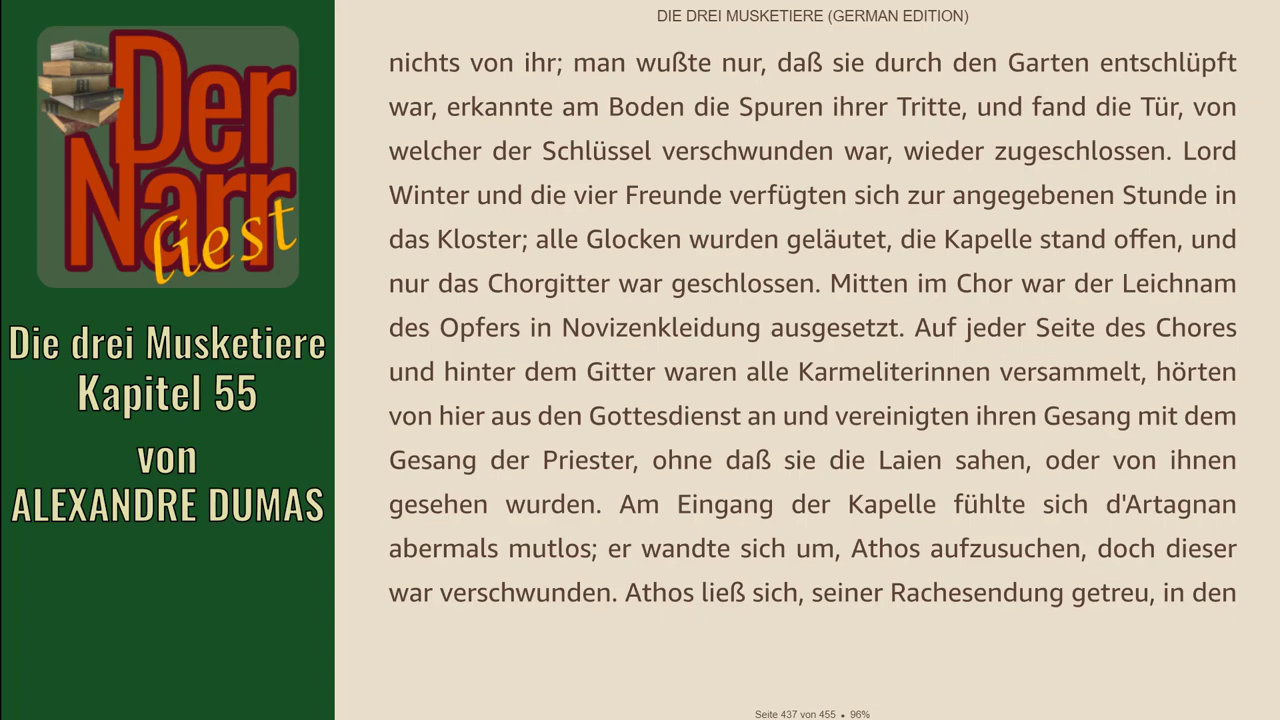 Der
Narr
liest
Die drei Musketiere
Kapitel 55
von
ALEXANDRE DUMAS
DIE DREI MUSKETIERE (GERMAN EDITION)
nichts von ihr; man wußte nur, daß sie durch den Garten entschlüpft
war, erkannte am Boden die Spuren ihrer Tritte, und fand die Tür, von
welcher der Schlüssel verschwunden war, wieder zugeschlossen. Lord
Winter und die vier Freunde verfügten sich zur angegebenen Stunde in
das Kloster; alle Glocken wurden geläutet, die Kapelle stand offen, und
nur das Chorgitter war geschlossen. Mitten im Chor war der Leichnam
des Opfers in Novizenkleidung ausgesetzt. Auf jeder Seite des Chores
und hinter dem Gitter waren alle Karmeliterinnen versammelt, hörten
von hier aus den Gottesdienst an und vereinigten ihren Gesang mit dem
Gesang der Priester, ohne daß sie die Laien sahen, oder von ihnen
gesehen wurden. Am Eingang der Kapelle fühlte sich d'Artagnan
abermals mutlos; er wandte sich um, Athos aufzusuchen, doch dieser
war verschwunden. Athos ließ sich, seiner Rachesendung getreu, in den
Seite 437 von 455 • 96%